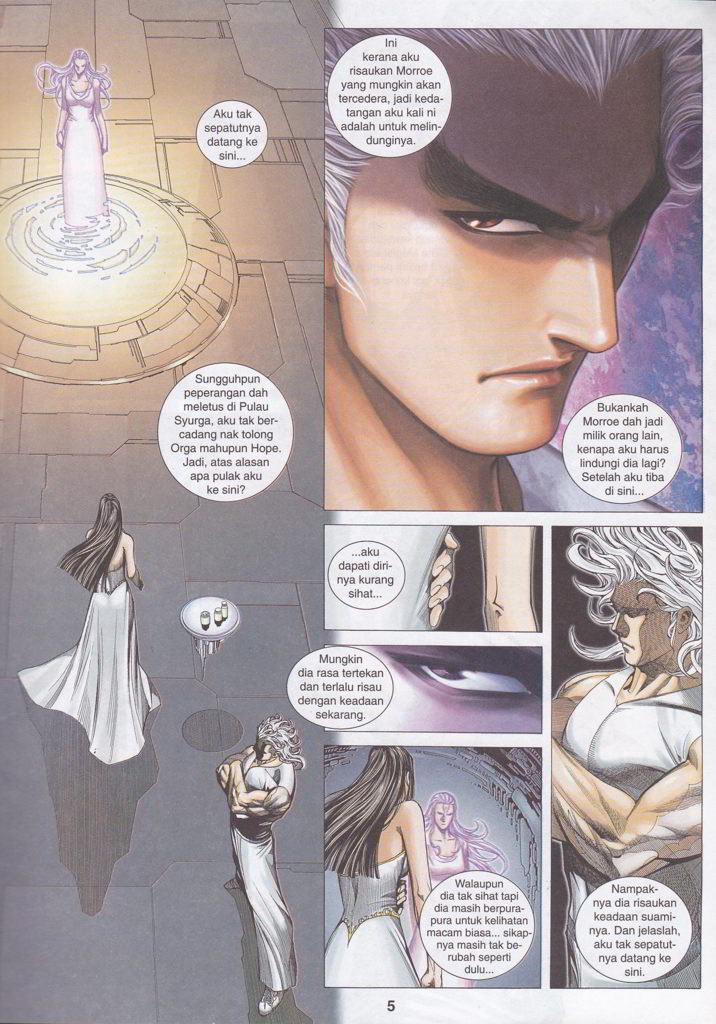 Aku tak
sepatutnya
datang ke
sini...
Sungguhpun
peperangan dah
meletus di Pulau
Syurga, aku tak ber-
cadang nak tolong
Orga mahupun Hope.
Jadi, atas alasan
apa pulak aku
ke sini?
Ini
kerana aku
risaukan Morroe
yang mungkin akan
tercedera, jadi keda-
tangan aku kali ni
adalah untuk melin-
dunginya.
Bukankah
Morroe dah jadi
milik orang lain,
kenapa aku harus
lindungi dia lagi?
Setelah aku tiba
di sini...
...aku
dapati diri-
nya kurang
sihat...
Mungkin
dia rasa tertekan
dan terlalu risau
dengan keadaan
sekarang.
Walaupun
dia tak sihat tapi
dia masih berpura-
pura untuk kelihatan
macam biasa... sikap-
nya masih tak be-
rubah seperti
dulu...
Nampak-
nya dia risaukan
keadaan suami-
nya. Dan jelaslah,
aku tak sepatut-
nya datang ke
sini.
5